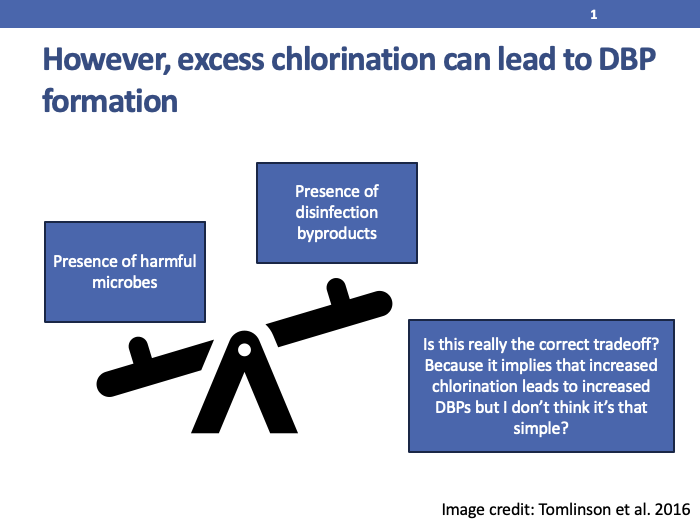 1
However, excess chlorination can lead to DBP
formation
Presence of
disinfection
byproducts
Presence of harmful
microbes
Is this really the correct tradeoff?
Because it implies that increased
chlorination leads to increased
DBPs but I don’t think it’s that
simple?
Image credit: Tomlinson et al. 2016